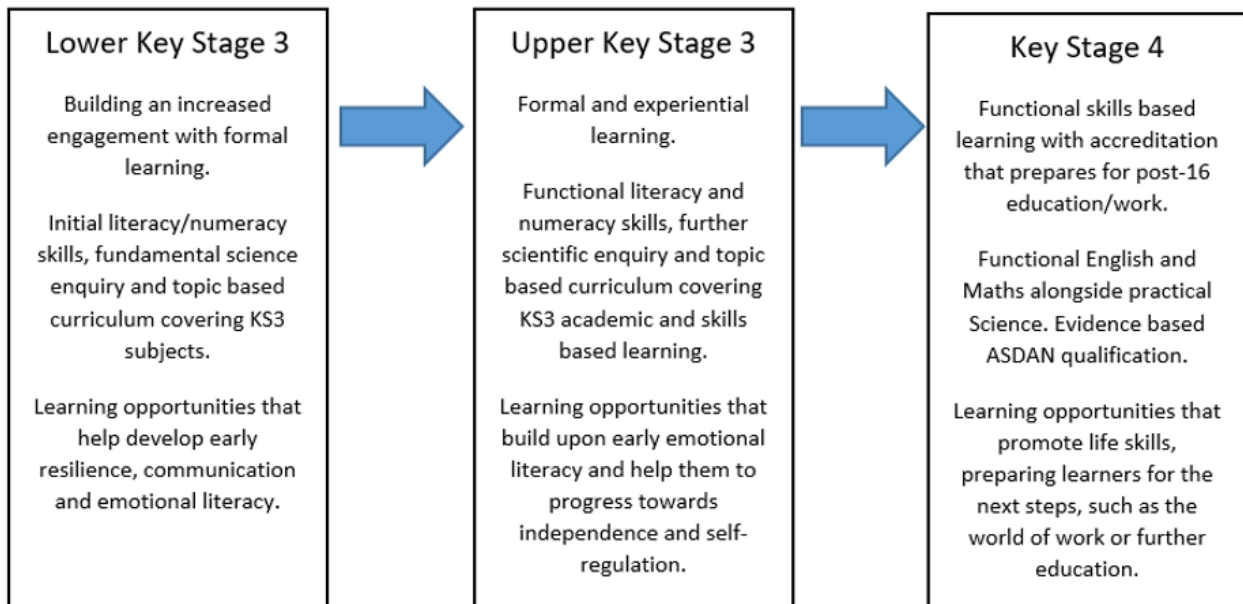 Lower Key Stage 3
Building an increased
engagement with formal
learning.
Initial literacy/numeracy
skills, fundamental science
enquiry and topic based
curriculum covering KS3
subjects.
Learning opportunities that
help develop early
resilience, communication
and emotional literacy.
Upper Key Stage 3
Formal and experiential
learning.
Functional literacy and
numeracy skills, further
scientific enquiry and topic
based curriculum covering
KS3 academic and skills
based learning.
Learning opportunities that
build upon early emotional
literacy and help them to
progress towards
independence and self-
regulation.
Key Stage 4
Functional skills based
learning with accreditation
that prepares for post-16
education/work.
Functional English and
Maths alongside practical
Science. Evidence based
ASDAN qualification.
Learning opportunities that
promote life skills,
preparing learners for the
next steps, such as the
world of work or further
education.